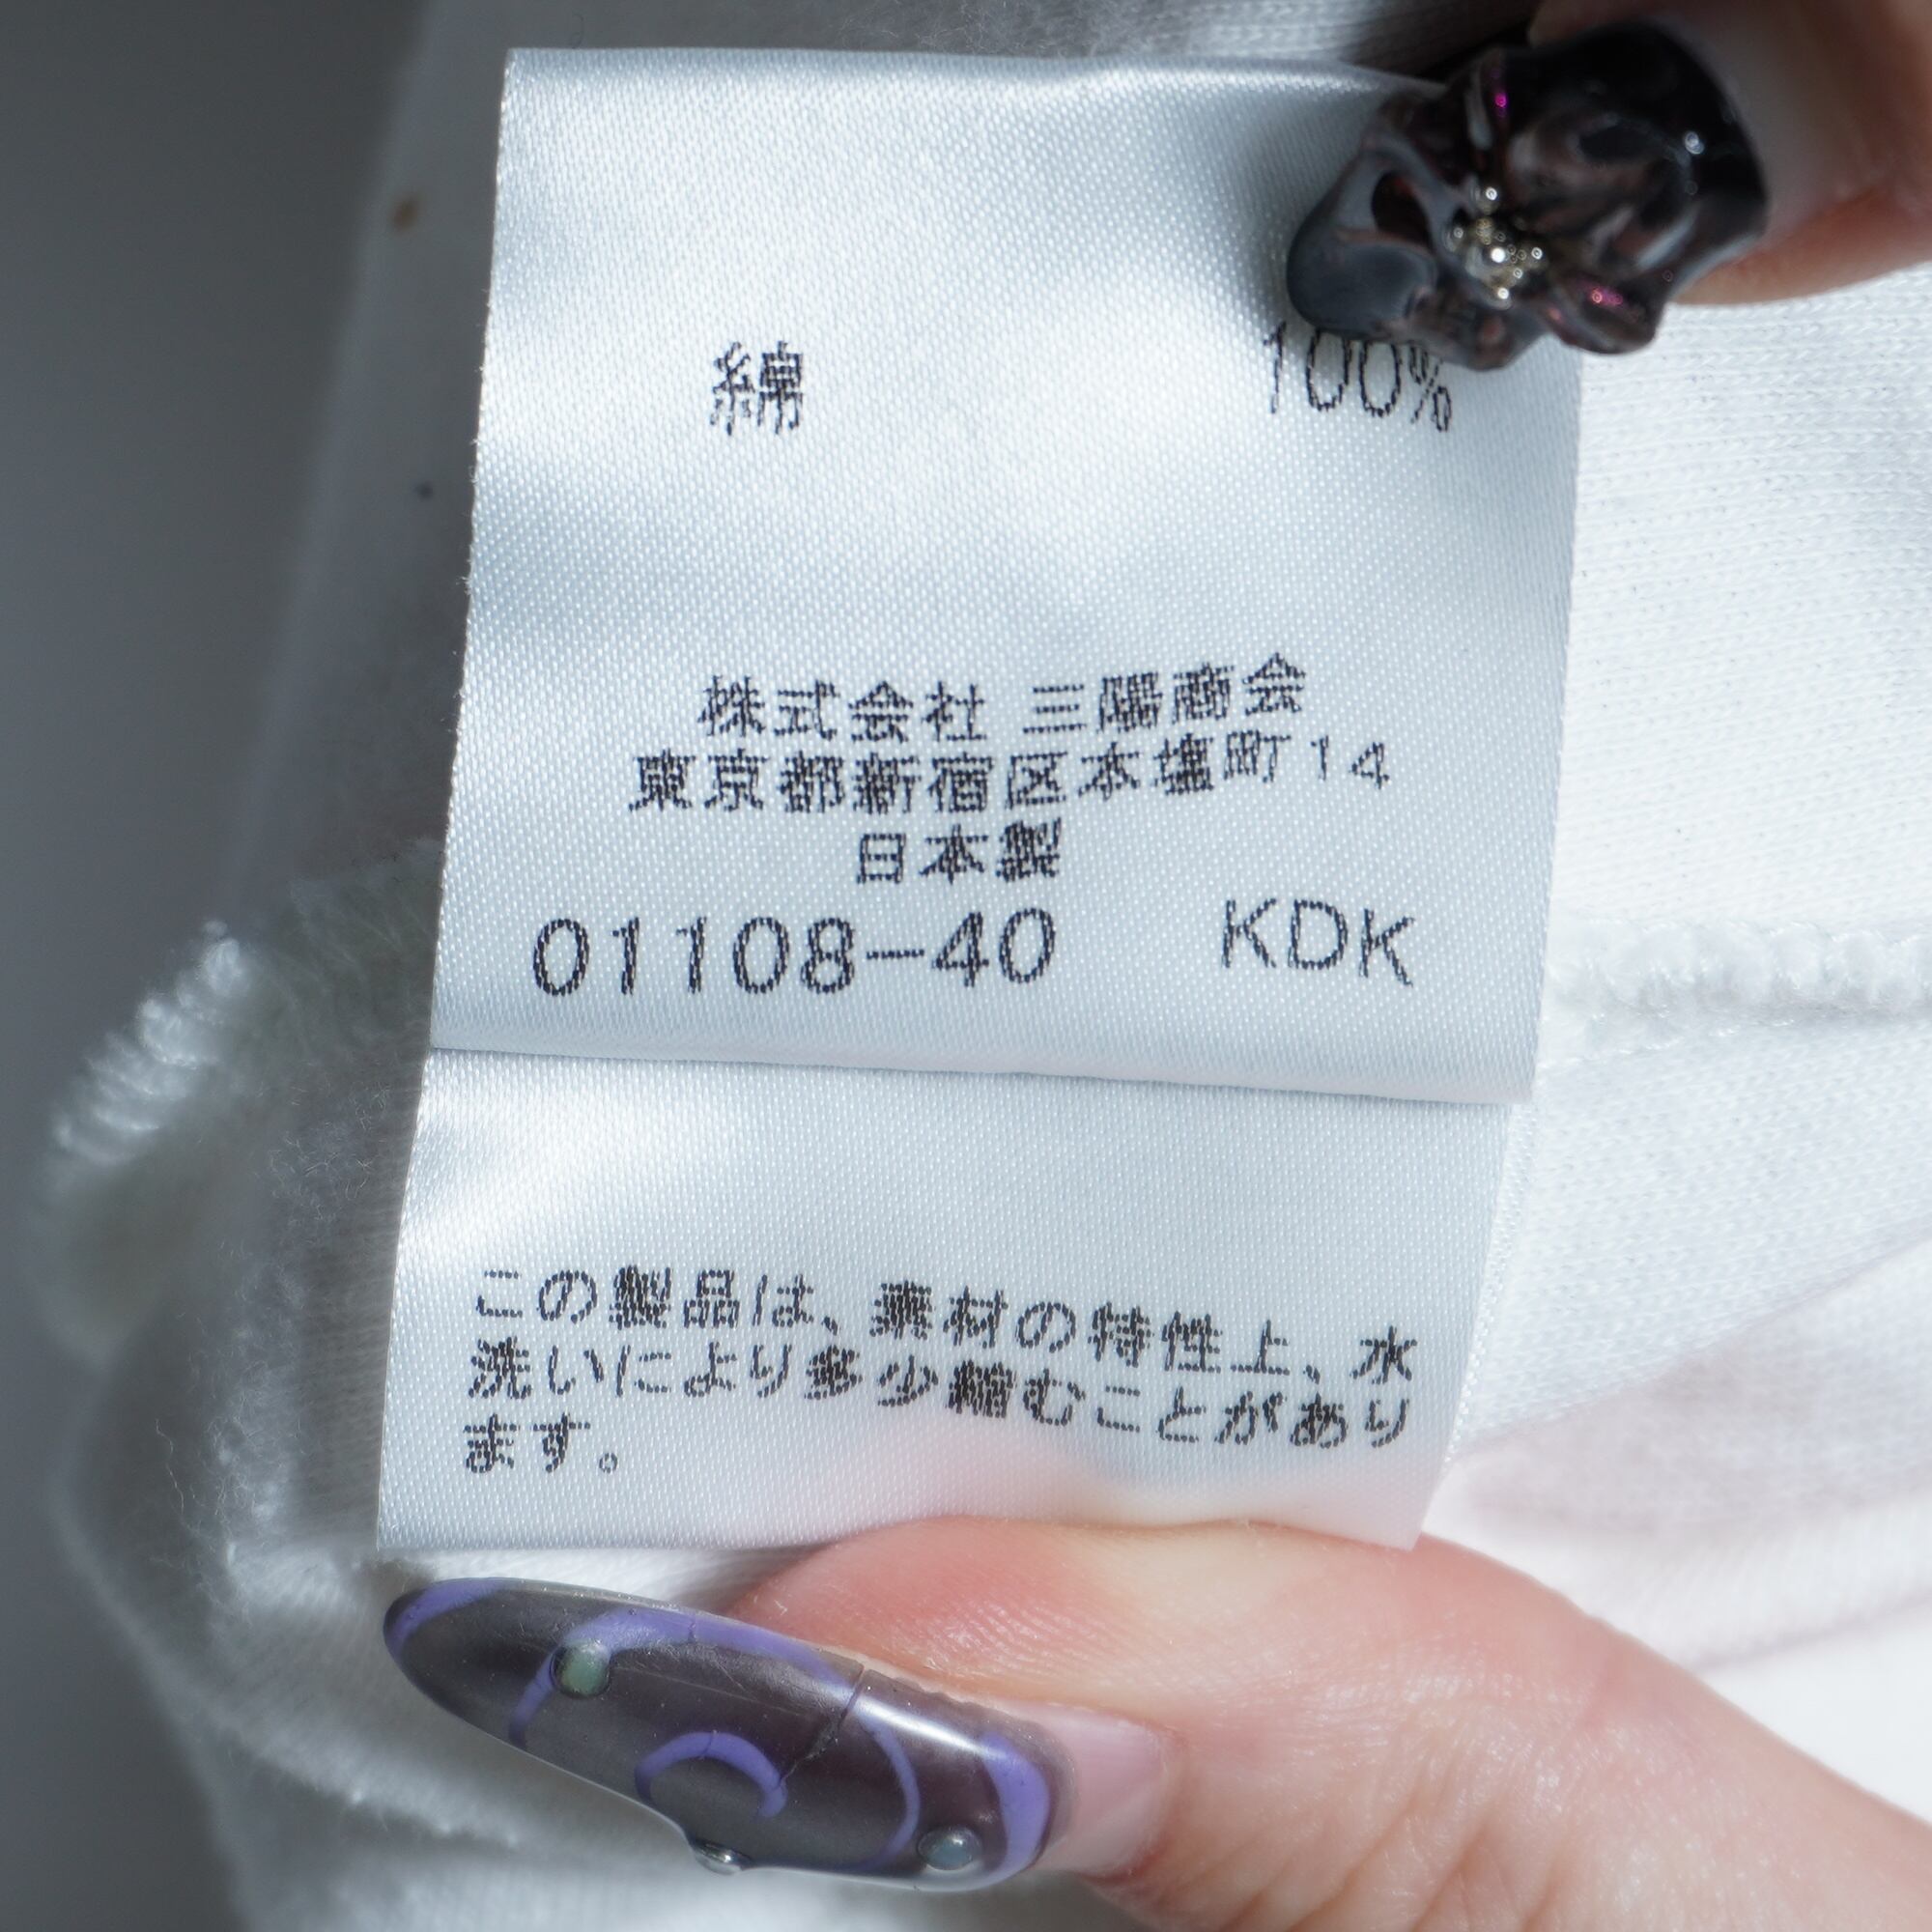 綿 100%
株式会社 三陽商会
東京都新宿区本塩町14
日本製
01108-40 KDK
この製品は、素材の特性上、水
洗いにより多少縮むことがあり
ます。